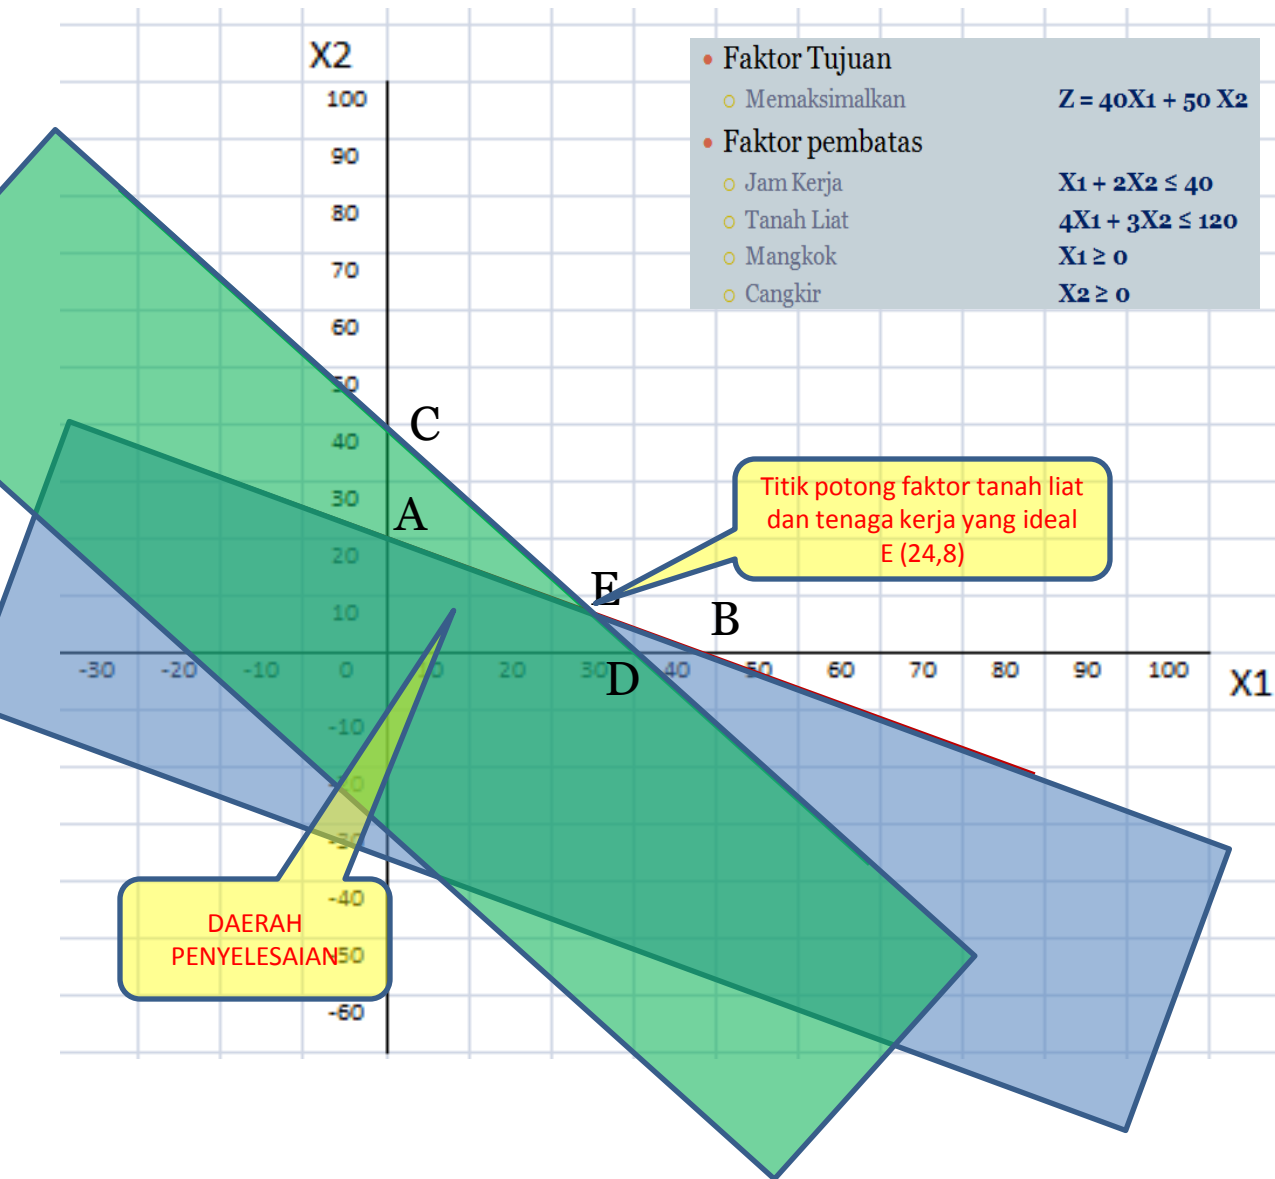 X2
• Faktor Tujuan
○ Memaksimalkan Z = 40X1 + 50 X2
• Faktor pembatas
○ Jam Kerja X1 + 2X2 ≤ 40
○ Tanah Liat 4X1 + 3X2 ≤ 120
○ Mangkok X1 ≥ 0
○ Cangkir X2 ≥ 0
100
90
80
70
60
50
C
40
A
30
20
10
Titik potong faktor tanah liat
dan tenaga kerja yang ideal
E (24,8)
E
B
-30 -20 -10 0 10 20 30 40 50 60 70 80 90 100
D
X1
-10
-20
-30
-40
-50
-60
DAERAH
PENYELESAIAN